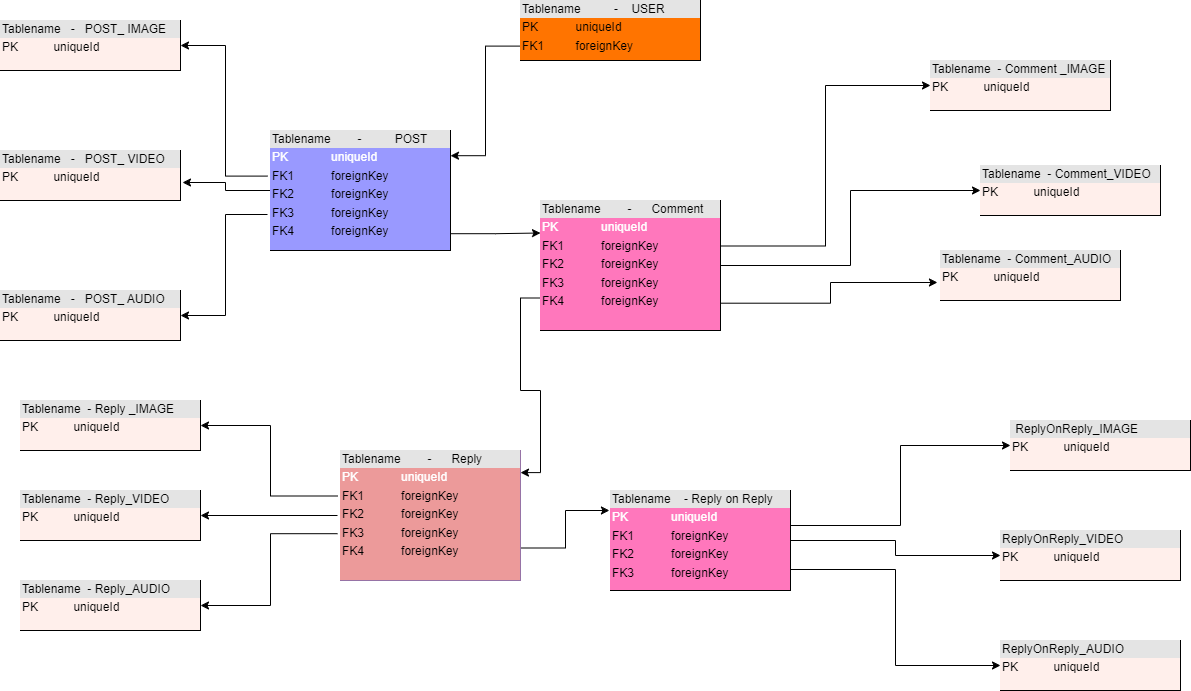 Tablename - USER
PK uniqueId
FK1 foreignKey
Tablename - POST_ IMAGE
PK uniqueId
Tablename - Comment _IMAGE
PK uniqueId
Tablename - POST
PK uniqueId
FK1 foreignKey
FK2 foreignKey
FK3 foreignKey
FK4 foreignKey
Tablename - POST_ VIDEO
PK uniqueId
Tablename - Comment_VIDEO
PK uniqueId
Tablename - Comment
PK uniqueId
FK1 foreignKey
FK2 foreignKey
FK3 foreignKey
FK4 foreignKey
Tablename - Comment_AUDIO
PK uniqueId
Tablename - POST_ AUDIO
PK uniqueId
Tablename - Reply _IMAGE
PK uniqueId
Tablename - Reply
PK uniqueId
FK1 foreignKey
FK2 foreignKey
FK3 foreignKey
FK4 foreignKey
ReplyOnReply_IMAGE
PK uniqueId
Tablename - Reply_VIDEO
PK uniqueId
Tablename - Reply on Reply
PK uniqueId
FK1 foreignKey
FK2 foreignKey
FK3 foreignKey
ReplyOnReply_VIDEO
PK uniqueId
Tablename - Reply_AUDIO
PK uniqueId
ReplyOnReply_AUDIO
PK uniqueId